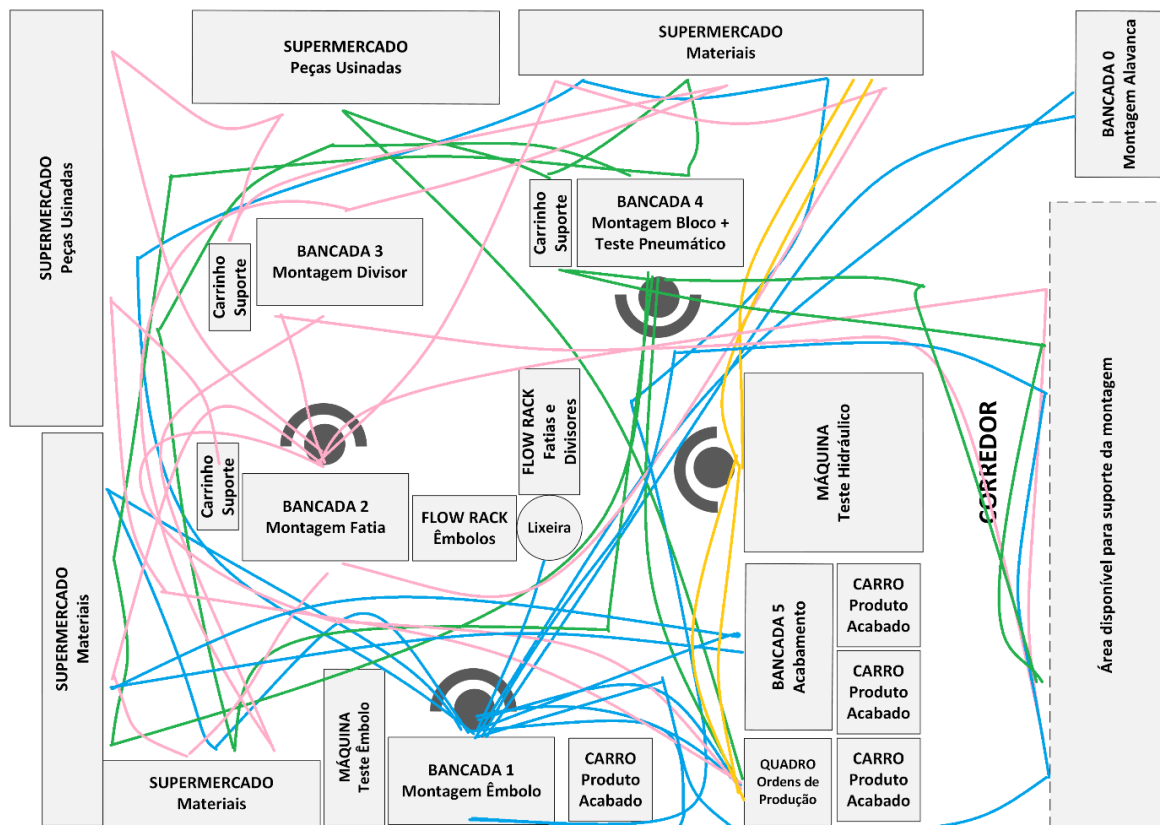 SUPERMERCADO
Peças Usinadas
SUPERMERCADO
Materiais
BANCADA 0
Montagem Alavanca
SUPERMERCADO
Peças Usinadas
Carrinho
Suporte
BANCADA 4
Montagem Bloco +
Teste Pneumático
BANCADA 3
Montagem Divisor
Carrinho
Suporte
FLOW RACK
Fatias e
Divisores
MÁQUINA
Teste Hidráulico
CORREDOR
Área disponível para suporte da montagem
Carrinho
Suporte
BANCADA 2
Montagem Fatia
FLOW RACK
Êmbolos
Lixeira
SUPERMERCADO
Materiais
BANCADA 5
Acabamento
CARRO
Produto
Acabado
CARRO
Produto
Acabado
MÁQUINA
Teste Êmbolo
SUPERMERCADO
Materiais
BANCADA 1
Montagem Êmbolo
CARRO
Produto
Acabado
QUADRO
Ordens de
Produção
CARRO
Produto
Acabado